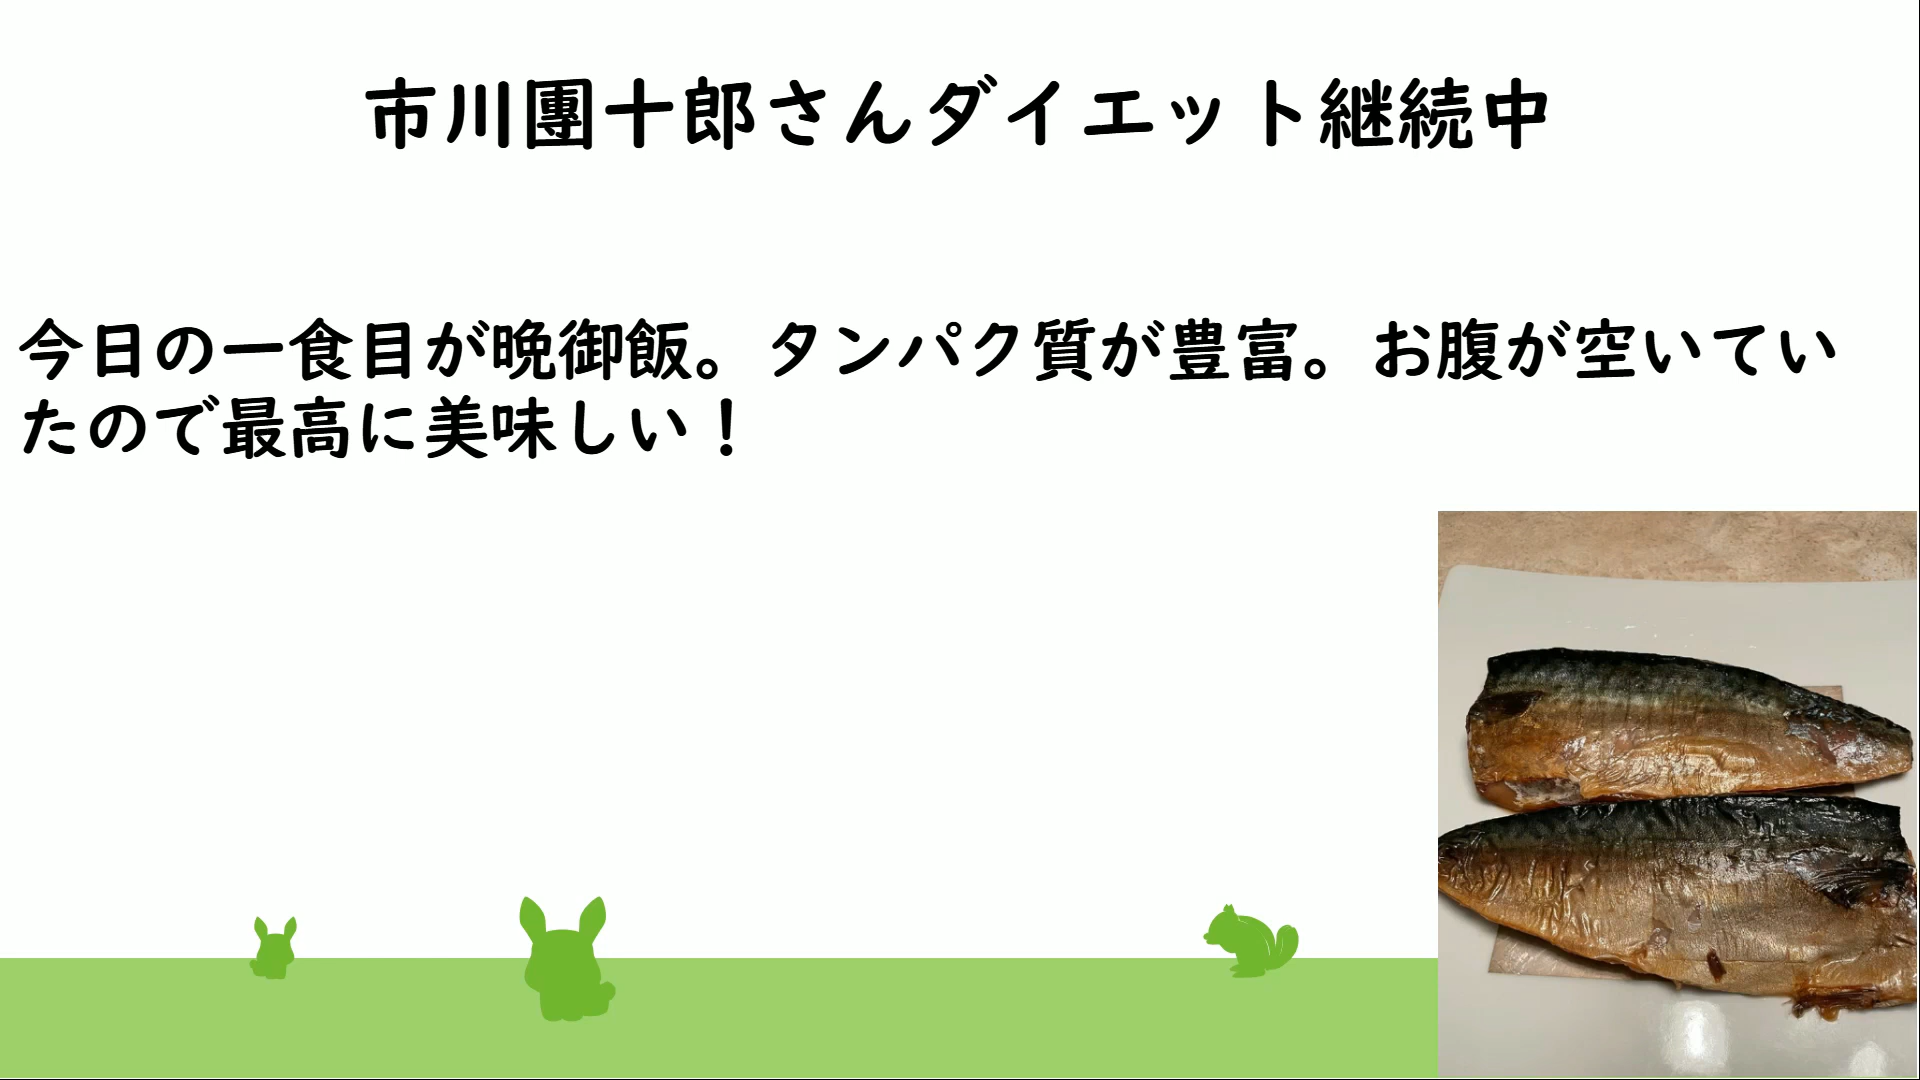 市川團十郎さんダイエット継続中
今日の一食目が晩御飯。タンパク質が豊富。お腹が空いてい
たので最高に美味しい！